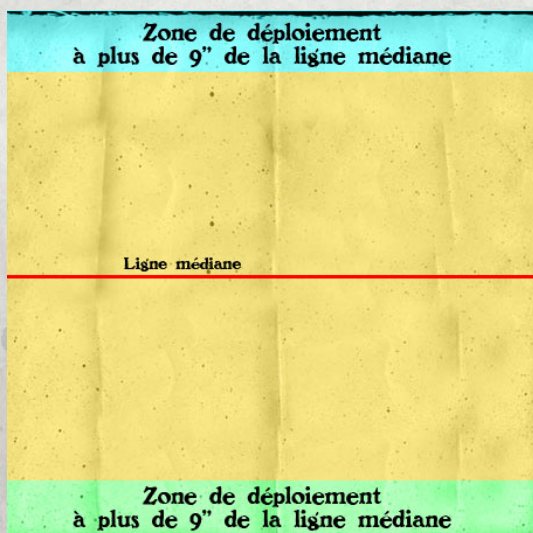 Zone de déploiement
à plus de 9" de la ligne médiane
Ligne médiane
Zone de déploiement
à plus de 9" de la ligne médiane